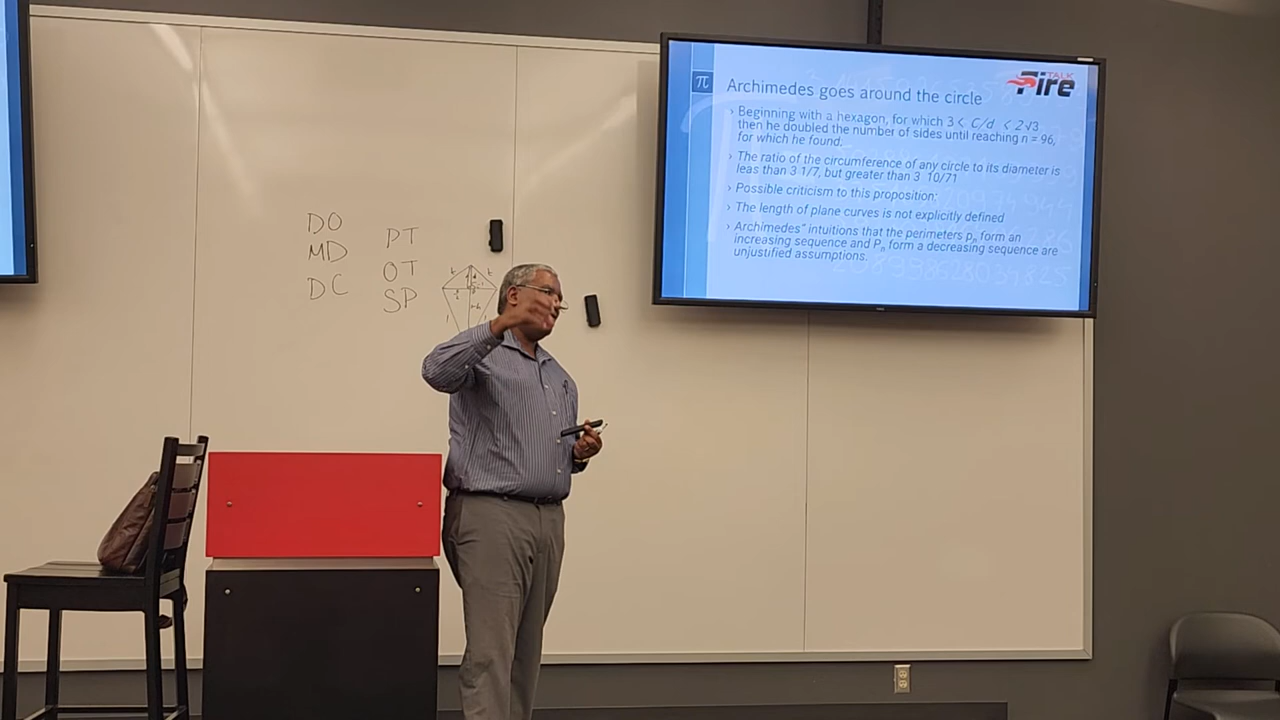 DO
MD
DC
PT
OT
SP
π
TALK
Fire
Archimedes goes around the circle
› Beginning with a hexagon, for which 3 < C/d < 2√3
then he doubled the number of sides until reaching n = 96,
for which he found.
› The ratio of the circumference of any circle to its diameter is
leas than 3 1/7, but greater than 3 10/71
› Possible criticism to this proposition;
› The length of plane curves is not explicitly defined
› Archimedes" intuitions that the perimeters pn form an
increasing sequence and Pn form a decreasing sequence are
unjustified assumptions.